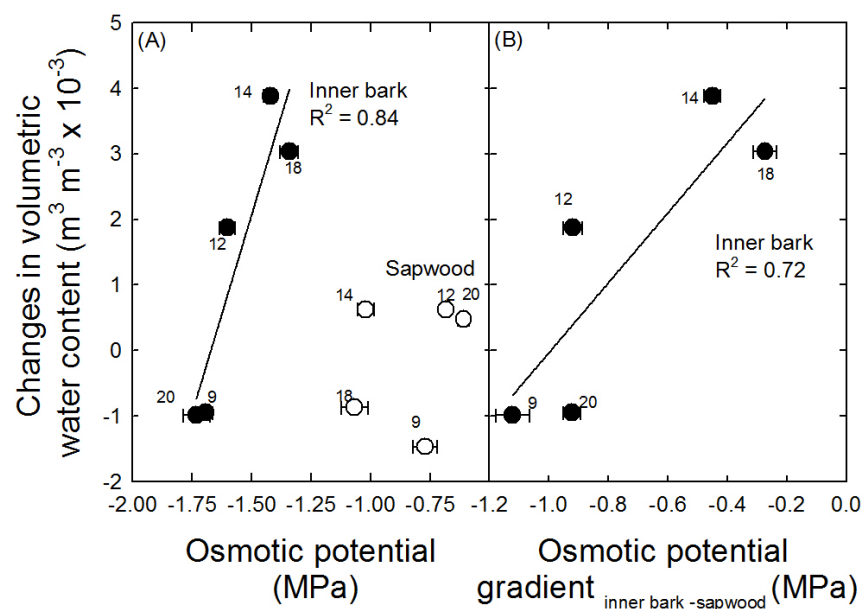 Changes in volumetric
water content (m³ m⁻³ x 10⁻³)
5
4
3
2
1
0
-1
-2
(A)
14
Inner bark
R² = 0.84
18
12
Sapwood
14
12
20
20
9
18
9
-2.00 -1.75 -1.50 -1.25 -1.00 -0.75
Osmotic potential
(MPa)
(B)
14
18
12
Inner bark
R² = 0.72
9
20
-1.2 -1.0 -0.8 -0.6 -0.4 -0.2 0.0
Osmotic potential
gradient inner bark -sapwood (MPa)